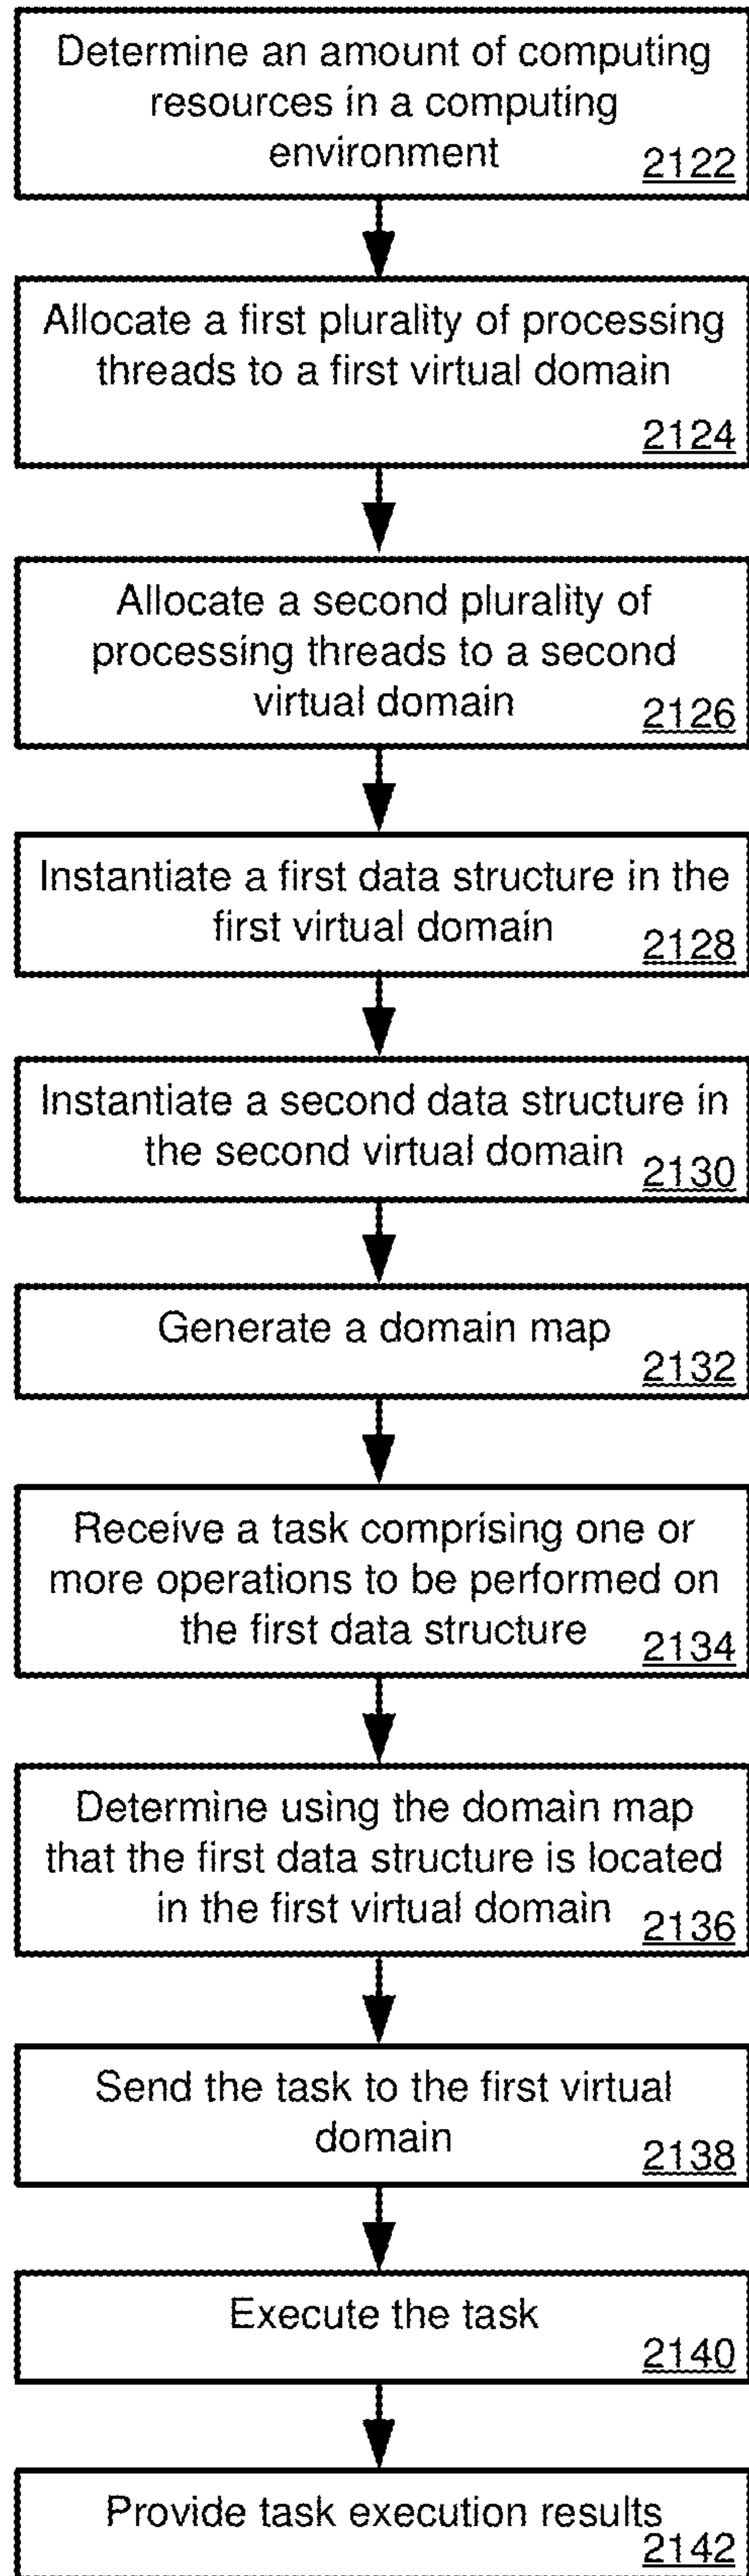 Determine an amount of computing
resources in a computing
environment
2122
Allocate a first plurality of processing
threads to a first virtual domain
2124
Allocate a second plurality of
processing threads to a second
virtual domain
2126
Instantiate a first data structure in the
first virtual domain
2128
Instantiate a second data structure in
the second virtual domain
2130
Generate a domain map
2132
Receive a task comprising one or
more operations to be performed on
the first data structure
2134
Determine using the domain map
that the first data structure is located
in the first virtual domain
2136
Send the task to the first virtual
domain
2138
Execute the task
2140
Provide task execution results
2142